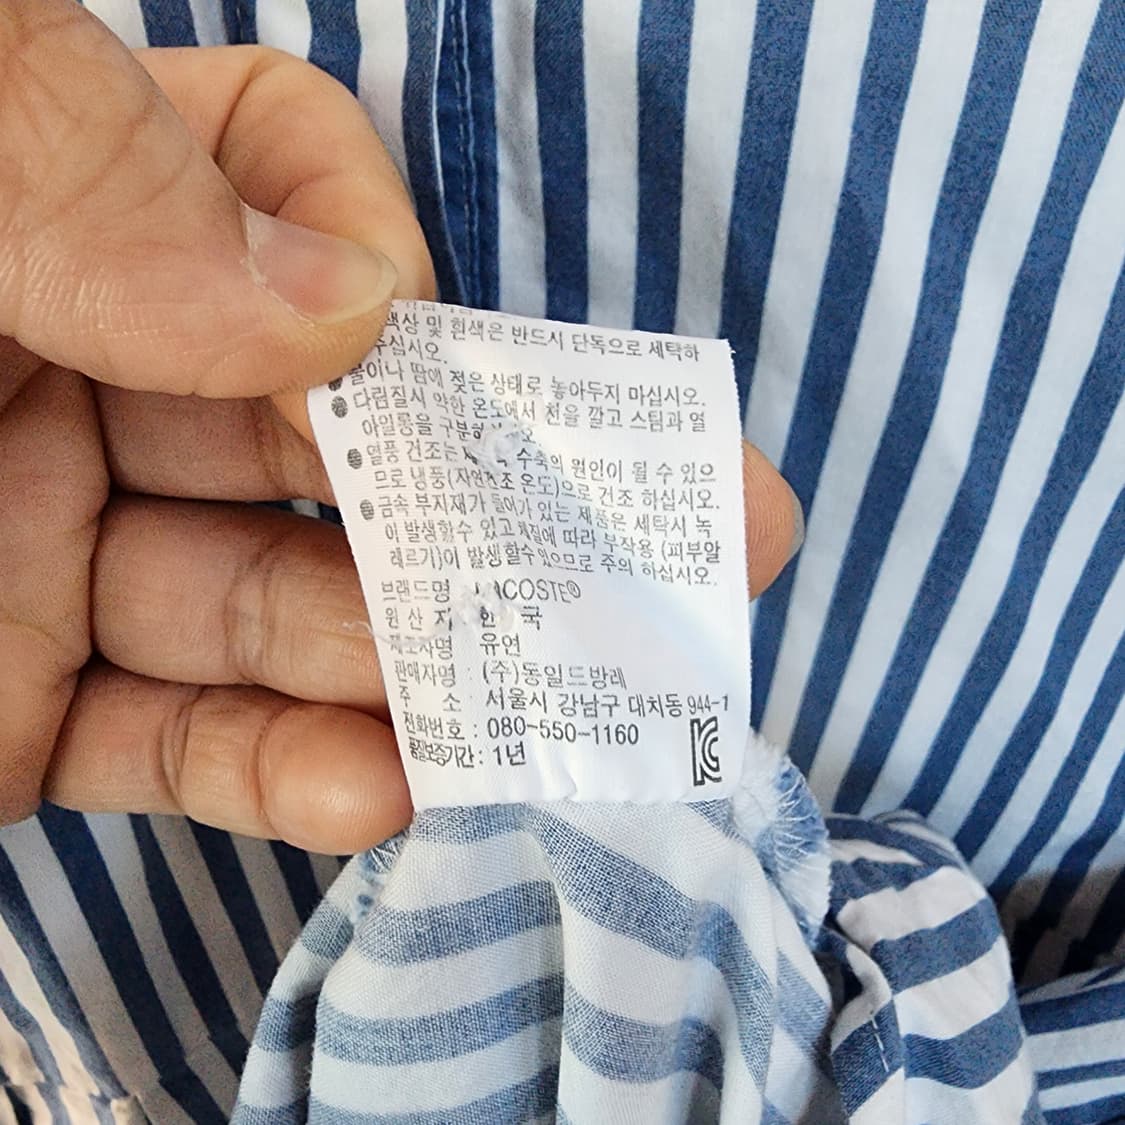 색상 및 흰색은 반드시 단독으로 세탁하
주십시오.
물이나 땀에 젖은 상태로 놓아두지 마십시오.
다림질시 약한 온도에서 천을 깔고 스팀과 열
아일롱을 구분하
열풍 건조는 수축의 원인이 될 수 있으
므로 냉풍(자연건조 온도)으로 건조 하십시오.
금속 부자재가 들어가 있는 제품은 세탁시 녹
이 발생할수 있고 체질에 따라 부작용 (피부알
레르기)이 발생할수있으므로 주의 하십시오.
브랜드명 LACOSTE®
원 산 지 한 국
제조자명 유연
판매자명 : (주)동일드방레
주 소 : 서울시 강남구 대치동 944-1
전화번호 : 080-550-1160
품질보증기간 : 1년